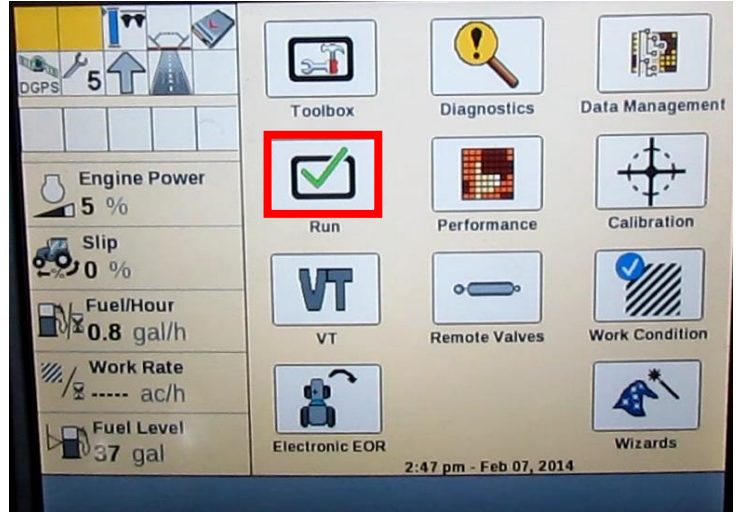 DGPS
5
Toolbox
Diagnostics
Data Management
Engine Power
5 %
Run
Performance
Calibration
Slip
0 %
Fuel/Hour
0.8 gal/h
VT
VT
Remote Valves
Work Condition
Work Rate
----- ac/h
Fuel Level
37 gal
Electronic EOR
Wizards
2:47 pm - Feb 07, 2014